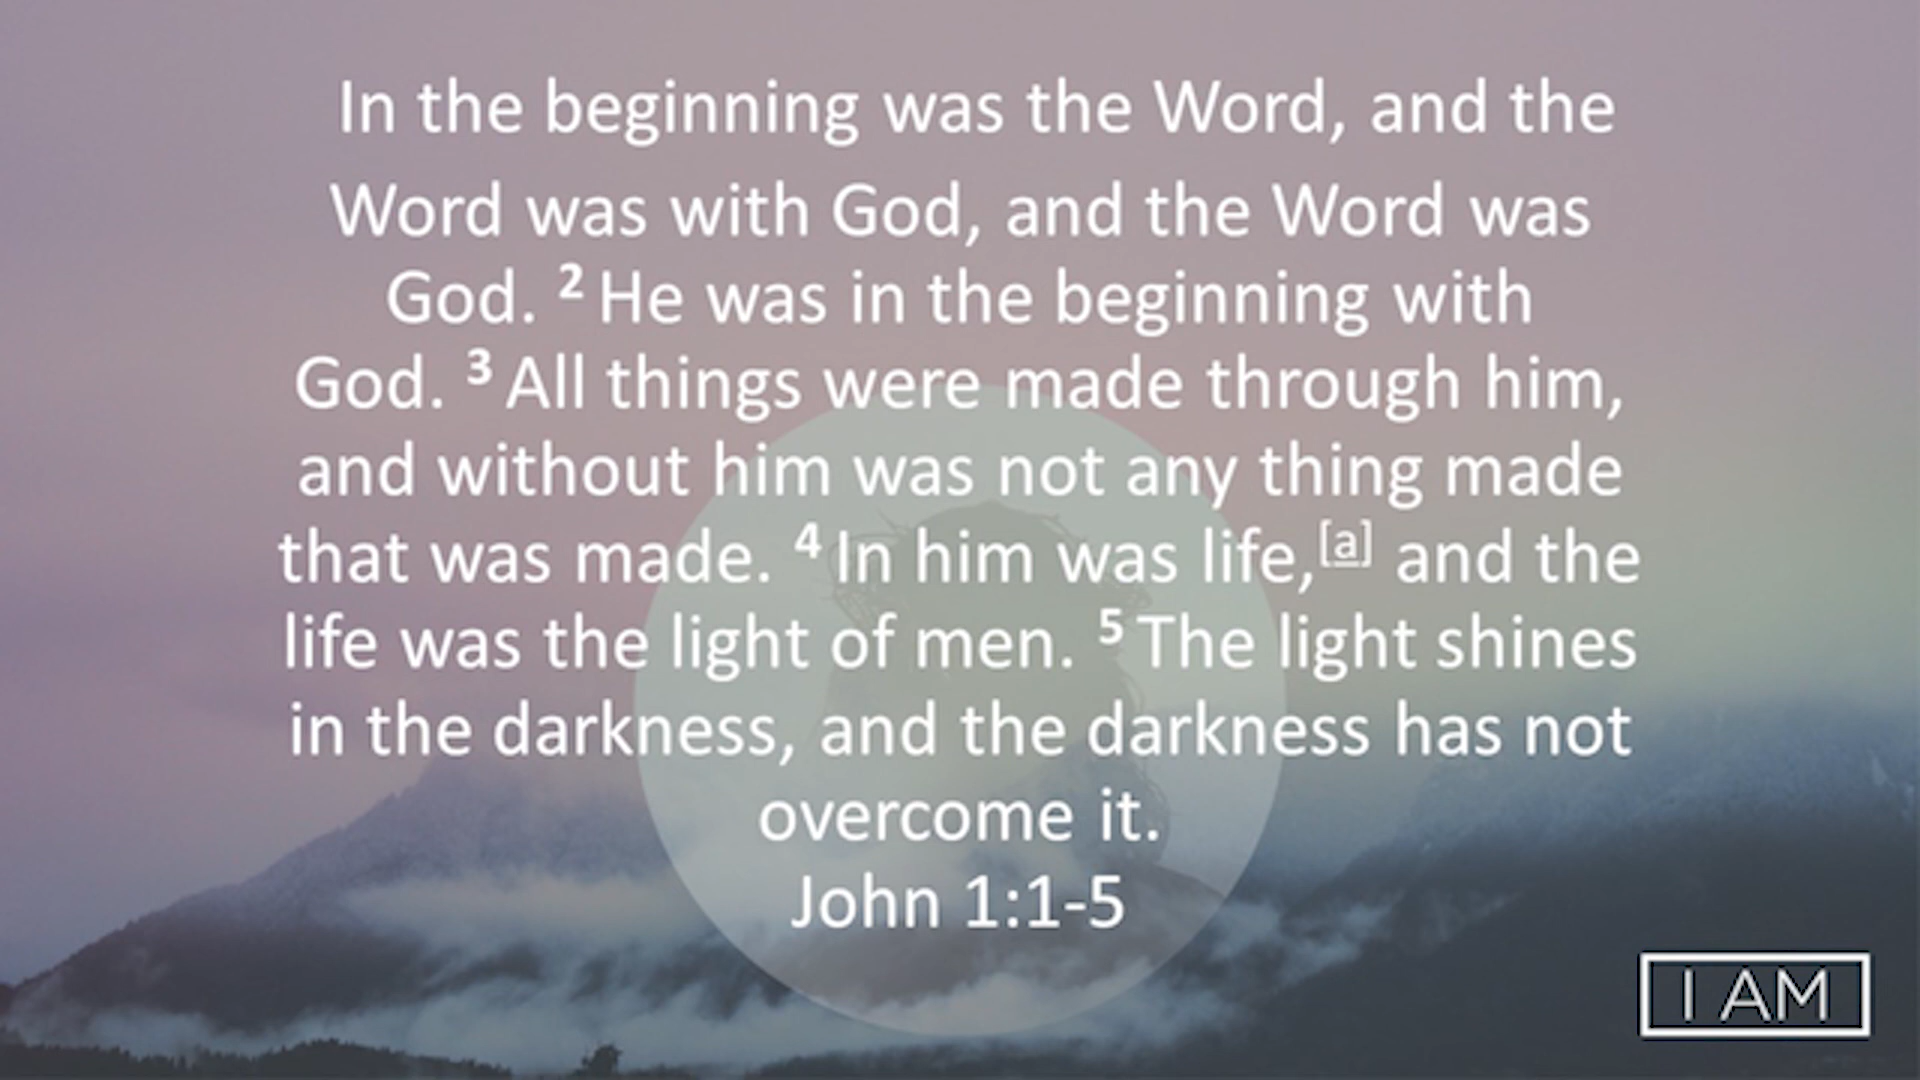 In the beginning was the Word, and the
Word was with God, and the Word was
God. ² He was in the beginning with
God. ³ All things were made through him,
and without him was not any thing made
that was made. ⁴ In him was life,[a] and the
life was the light of men. ⁵ The light shines
in the darkness, and the darkness has not
overcome it.
John 1:1-5
I AM